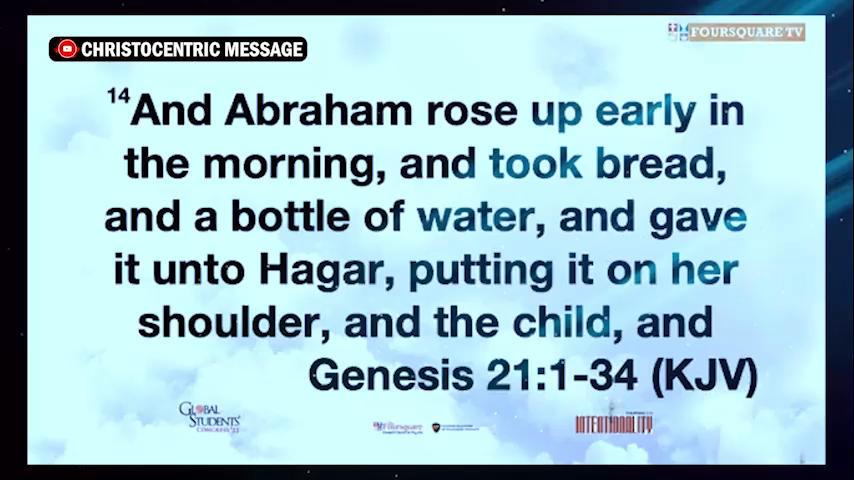 CHRISTOCENTRIC MESSAGE
FOURSQUARE TV
14And Abraham rose up early in
the morning, and took bread,
and a bottle of water, and gave
it unto Hagar, putting it on her
shoulder, and the child, and
Genesis 21:1-34 (KJV)
GLOBAL
STUDENTS'
Foursquare
INTENTIONALITY